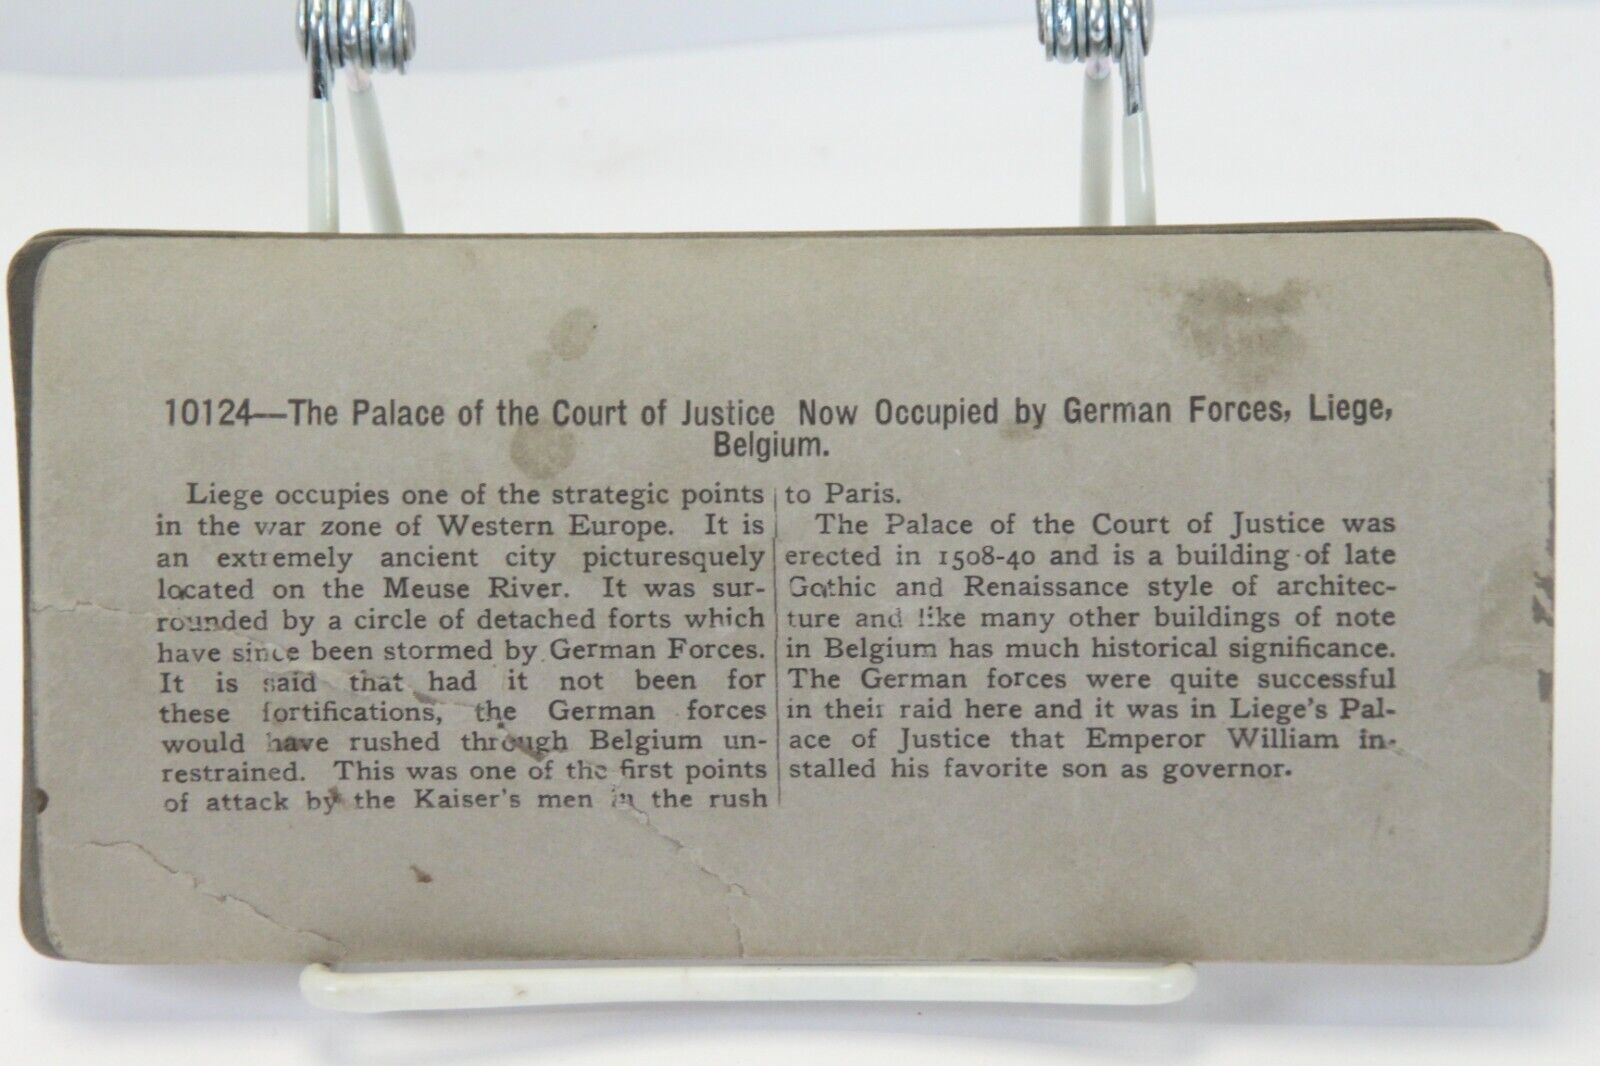 10124—The Palace of the Court of Justice Now Occupied by German Forces, Liege,
Belgium.
Liege occupies one of the strategic points
in the war zone of Western Europe. It is
an extremely ancient city picturesquely
located on the Meuse River. It was sur-
rounded by a circle of detached forts which
have since been stormed by German Forces.
It is said that had it not been for
these fortifications, the German forces
would have rushed through Belgium un-
restrained. This was one of the first points
of attack by the Kaiser's men in the rush
to Paris.
The Palace of the Court of Justice was
erected in 1508-40 and is a building of late
Gothic and Renaissance style of architec-
ture and like many other buildings of note
in Belgium has much historical significance.
The German forces were quite successful
in their raid here and it was in Liege's Pal-
ace of Justice that Emperor William in-
stalled his favorite son as governor.